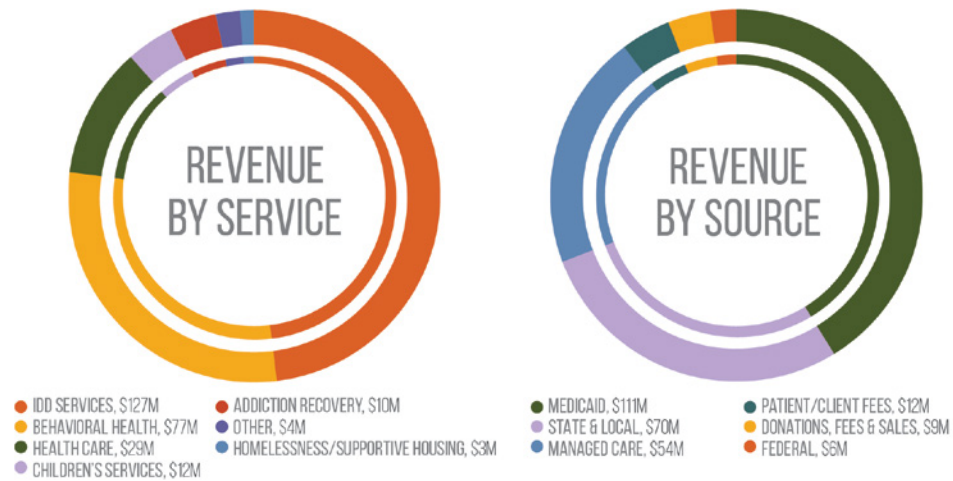 REVENUE
BY SERVICE
IDD SERVICES, $127M
BEHAVIORAL HEALTH, $77M
HEALTH CARE, $29M
CHILDREN'S SERVICES, $12M
ADDICTION RECOVERY, $10M
OTHER, $4M
HOMELESSNESS/SUPPORTIVE HOUSING, $3M
REVENUE
BY SOURCE
MEDICAID, $111M
STATE & LOCAL, $70M
MANAGED CARE, $54M
PATIENT/CLIENT FEES, $12M
DONATIONS, FEES & SALES, $9M
FEDERAL, $6M